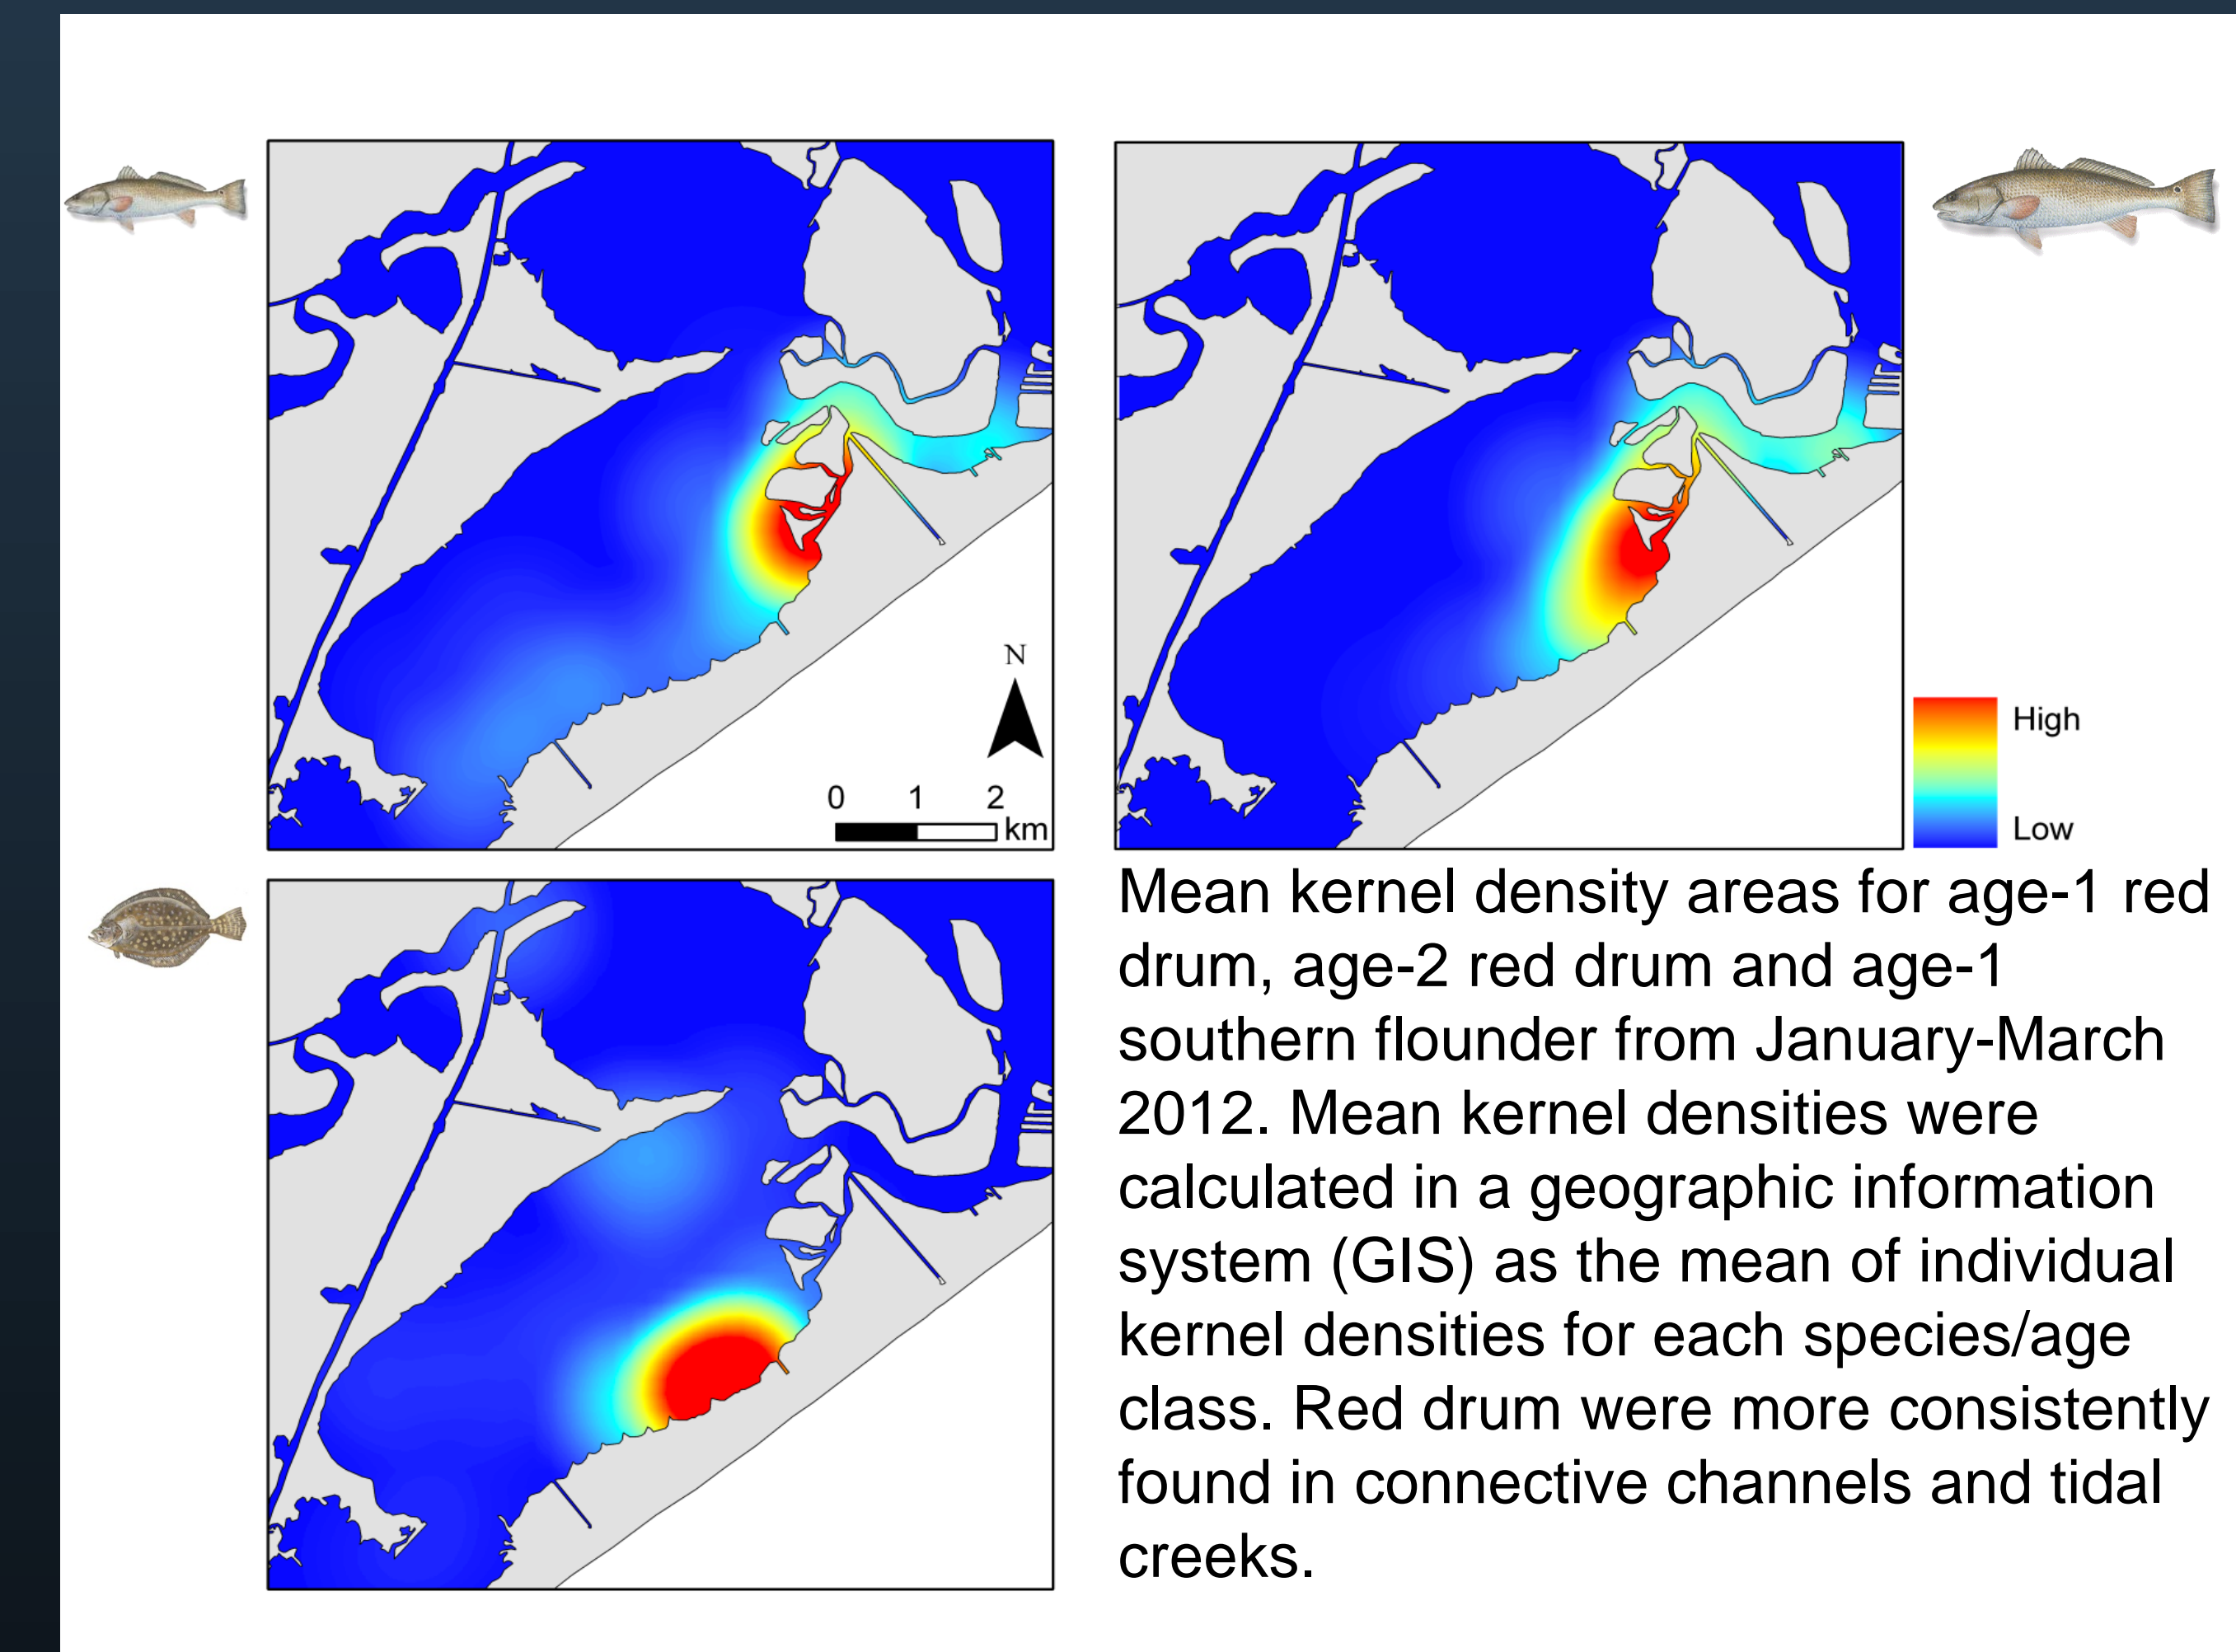 N
0 1 2
km
High
Low
Mean kernel density areas for age-1 red
drum, age-2 red drum and age-1
southern flounder from January-March
2012. Mean kernel densities were
calculated in a geographic information
system (GIS) as the mean of individual
kernel densities for each species/age
class. Red drum were more consistently
found in connective channels and tidal
creeks.